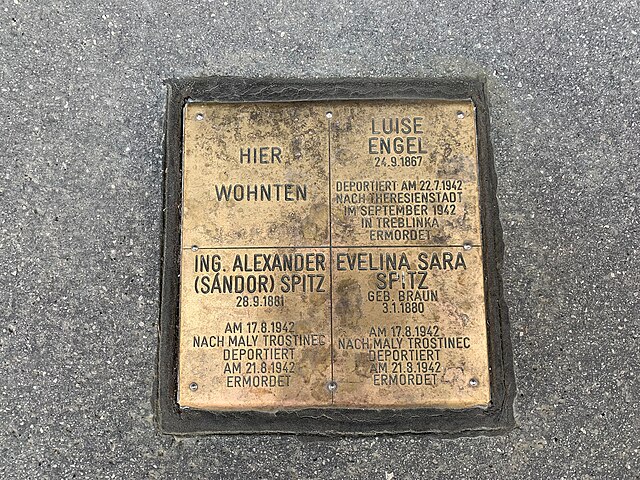 HIER
WOHNTEN
LUISE
ENGEL
24.9.1867
DEPORTIERT AM 22.7.1942
NACH THERESIENSTADT
IM SEPTEMBER 1942
IN TREBLINKA
ERMORDET
ING. ALEXANDER
(SÁNDOR) SPITZ
28.9.1881
AM 17.8.1942
NACH MALY TROSTINEC
DEPORTIERT
AM 21.8.1942
ERMORDET
EVELINA SARA
SPITZ
GEB. BRAUN
3.1.1880
AM 17.8.1942
NACH MALY TROSTINEC
DEPORTIERT
AM 21.8.1942
ERMORDET